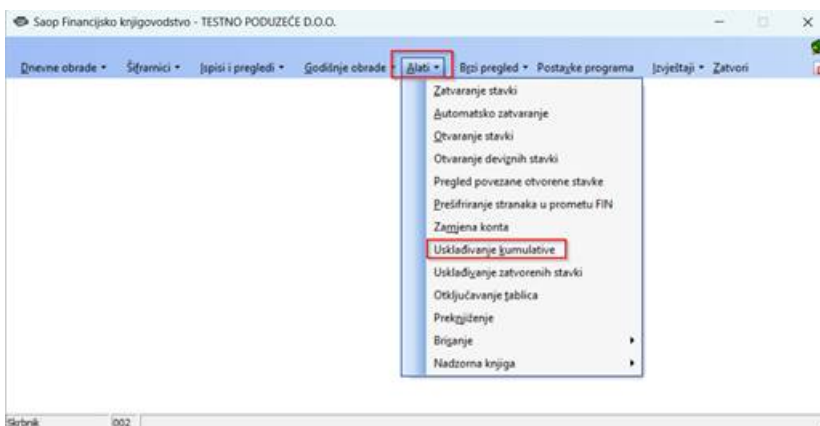 Saop Financijsko knjigovodstvo - TESTNO PODUZEĆE D.O.O.
Dnevne obrade Šifrarnici Ispisi i pregledi Godišnje obrade Alati Brzi pregled Postavke programa Izvještaji Zatvori
Zatvaranje stavki
Automatsko zatvaranje
Otvaranje stavki
Otvaranje deviznih stavki
Pregled povezane otvorene stavke
Prešifriranje stranaka u prometu FIN
Zamjena konta
Usklađivanje kumulative
Usklađivanje zatvorenih stavki
Otključavanje tablica
Preknjiženje
Brisanje
Nadzorna knjiga
Skrbnik 002